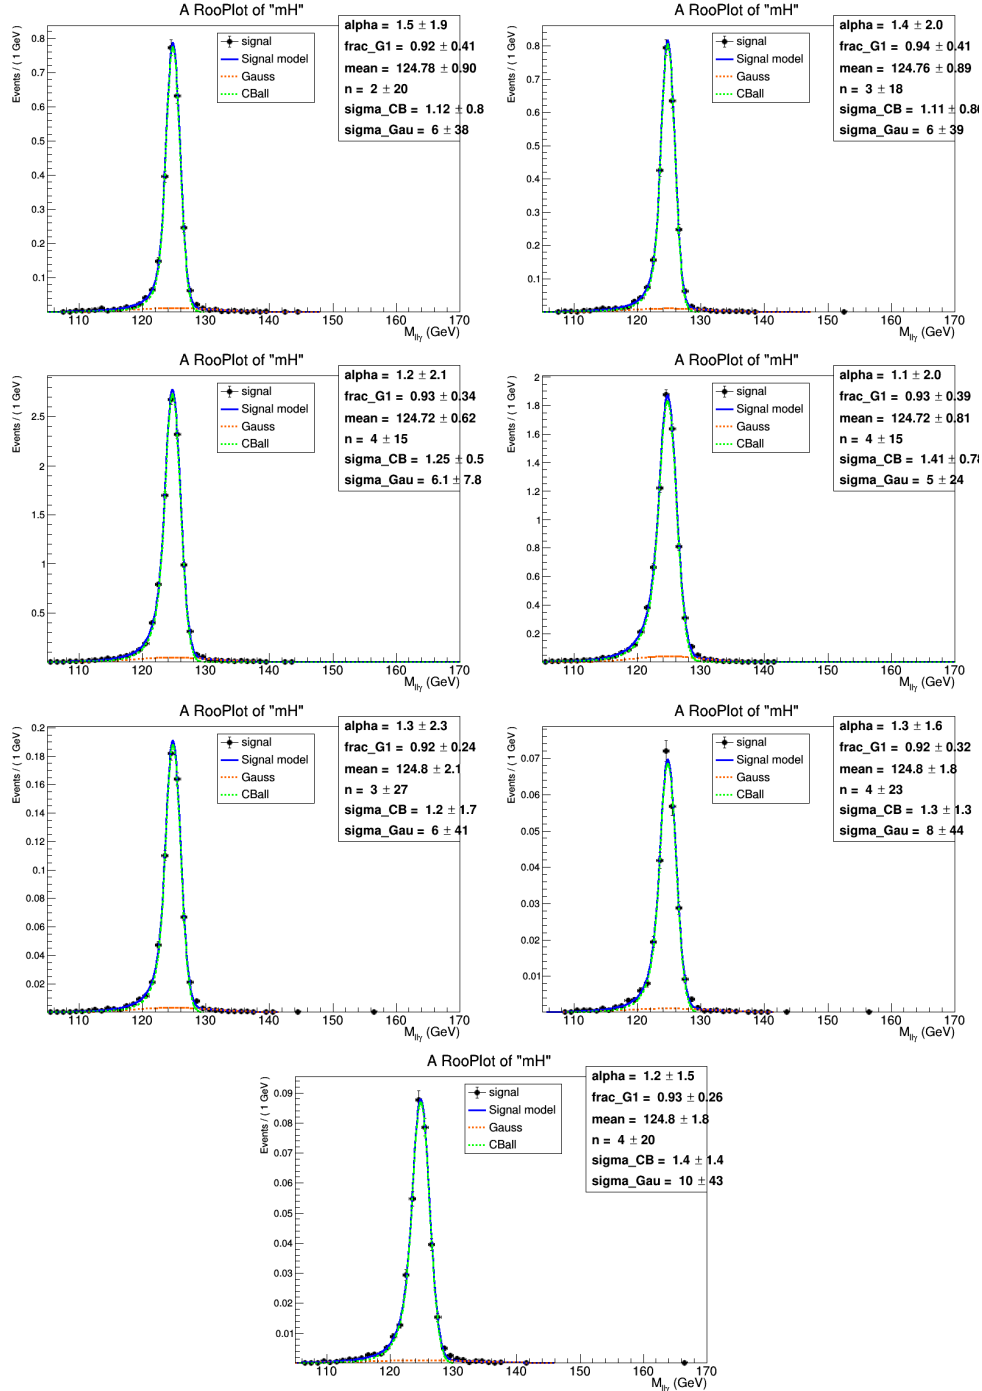 A RooPlot of "mH"
Events / ( 1 GeV )
signal
Signal model
Gauss
CBall
alpha = 1.5 ± 1.9
frac_G1 = 0.92 ± 0.41
mean = 124.78 ± 0.90
n = 2 ± 20
sigma_CB = 1.12 ± 0.8
sigma_Gau = 6 ± 38
0.8
0.7
0.6
0.5
0.4
0.3
0.2
0.1
110 120 130 140 150 160 170
M_llγ (GeV)
A RooPlot of "mH"
Events / ( 1 GeV )
signal
Signal model
Gauss
CBall
alpha = 1.4 ± 2.0
frac_G1 = 0.94 ± 0.41
mean = 124.76 ± 0.89
n = 3 ± 18
sigma_CB = 1.11 ± 0.8
sigma_Gau = 6 ± 39
0.8
0.7
0.6
0.5
0.4
0.3
0.2
0.1
110 120 130 140 150 160 170
M_llγ (GeV)
A RooPlot of "mH"
Events / ( 1 GeV )
signal
Signal model
Gauss
CBall
alpha = 1.2 ± 2.1
frac_G1 = 0.93 ± 0.34
mean = 124.72 ± 0.62
n = 4 ± 15
sigma_CB = 1.25 ± 0.5
sigma_Gau = 6.1 ± 7.8
2.5
2
1.5
1
0.5
110 120 130 140 150 160 170
M_llγ (GeV)
A RooPlot of "mH"
Events / ( 1 GeV )
signal
Signal model
Gauss
CBall
alpha = 1.1 ± 2.0
frac_G1 = 0.93 ± 0.39
mean = 124.72 ± 0.81
n = 4 ± 15
sigma_CB = 1.41 ± 0.7
sigma_Gau = 5 ± 24
2
1.8
1.6
1.4
1.2
1
0.8
0.6
0.4
0.2
110 120 130 140 150 160 170
M_llγ (GeV)
A RooPlot of "mH"
Events / ( 1 GeV )
signal
Signal model
Gauss
CBall
alpha = 1.3 ± 2.3
frac_G1 = 0.92 ± 0.24
mean = 124.8 ± 2.1
n = 3 ± 27
sigma_CB = 1.2 ± 1.7
sigma_Gau = 6 ± 41
0.2
0.18
0.16
0.14
0.12
0.1
0.08
0.06
0.04
0.02
110 120 130 140 150 160 170
M_llγ (GeV)
A RooPlot of "mH"
Events / ( 1 GeV )
signal
Signal model
Gauss
CBall
alpha = 1.3 ± 1.6
frac_G1 = 0.92 ± 0.32
mean = 124.8 ± 1.8
n = 4 ± 23
sigma_CB = 1.3 ± 1.3
sigma_Gau = 8 ± 44
0.07
0.06
0.05
0.04
0.03
0.02
0.01
110 120 130 140 150 160 170
M_llγ (GeV)
A RooPlot of "mH"
Events / ( 1 GeV )
signal
Signal model
Gauss
CBall
alpha = 1.2 ± 1.5
frac_G1 = 0.93 ± 0.26
mean = 124.8 ± 1.8
n = 4 ± 20
sigma_CB = 1.4 ± 1.4
sigma_Gau = 10 ± 43
0.09
0.08
0.07
0.06
0.05
0.04
0.03
0.02
0.01
110 120 130 140 150 160 170
M_llγ (GeV)